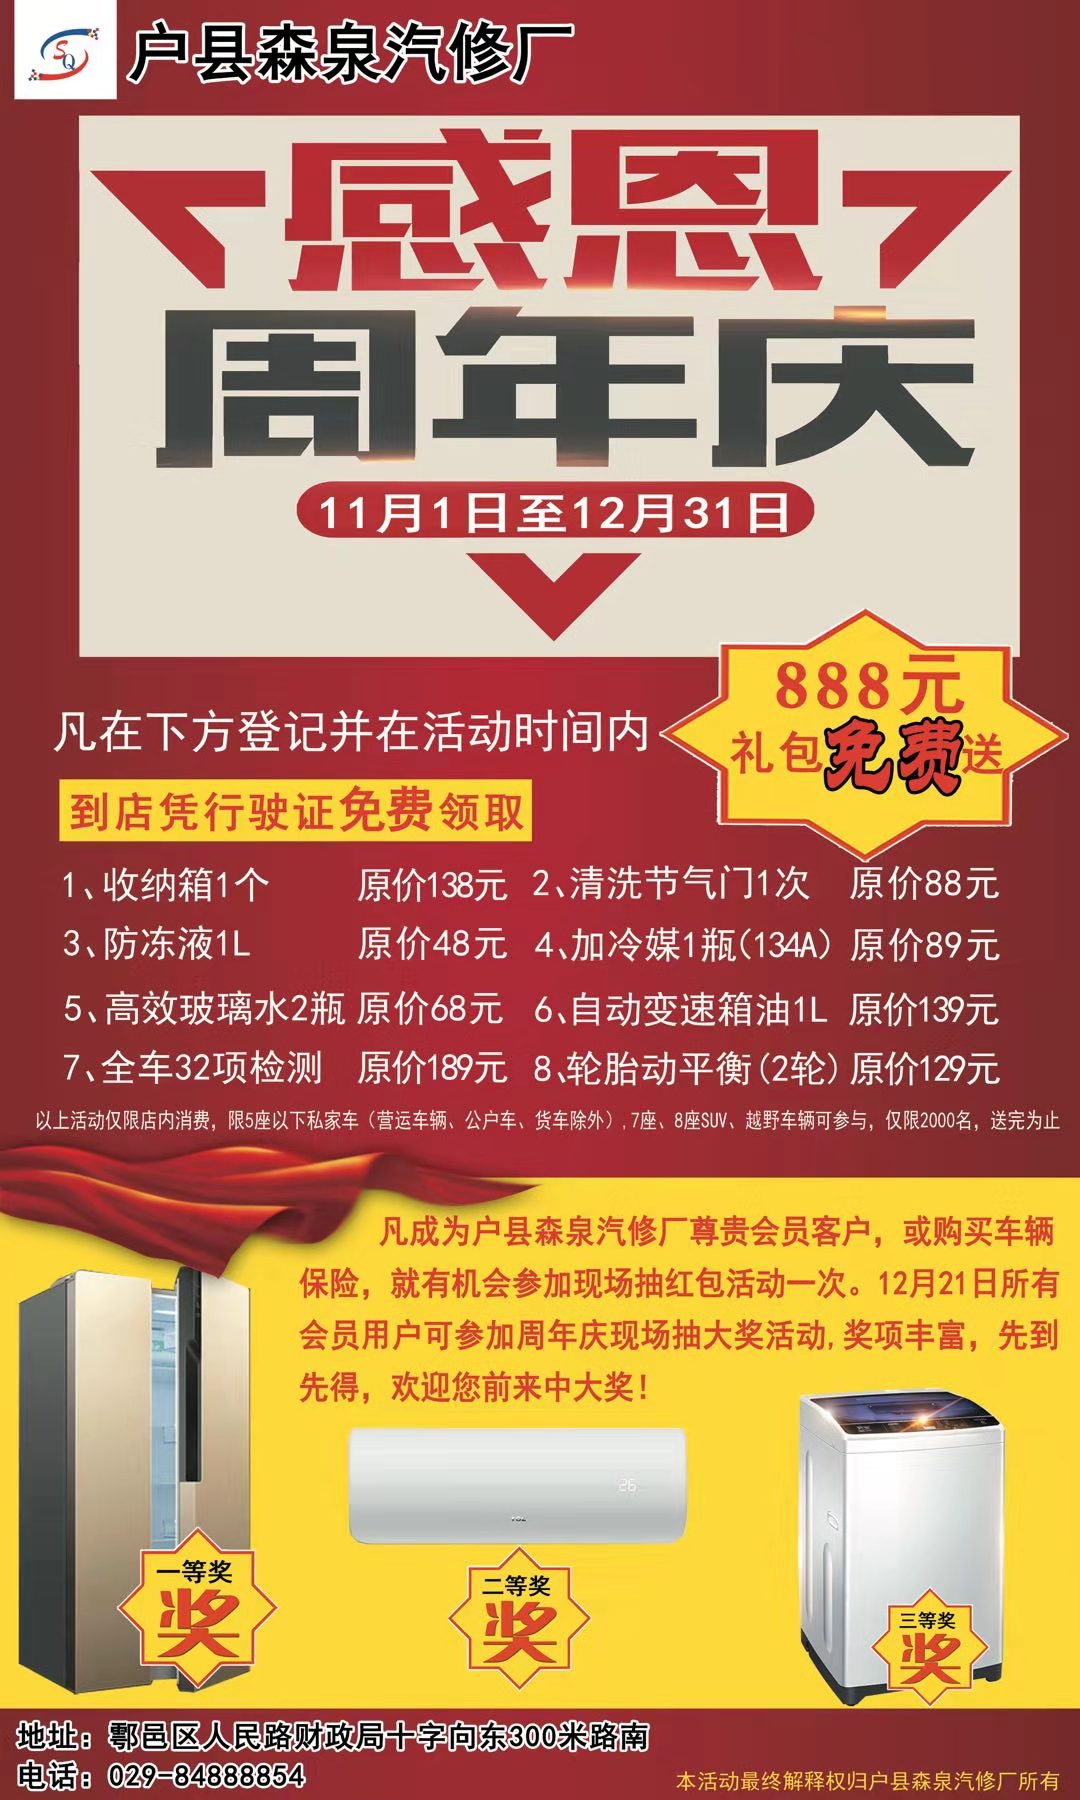 SQ
户县森泉汽修厂
感恩
周年庆
11月1日至12月31日
888元
礼包免费送
凡在下方登记并在活动时间内
到店凭行驶证免费领取
1、收纳箱1个 原价138元 2、清洗节气门1次 原价88元
3、防冻液1L 原价48元 4、加冷媒1瓶(134A) 原价89元
5、高效玻璃水2瓶 原价68元 6、自动变速箱油1L 原价139元
7、全车32项检测 原价189元 8、轮胎动平衡(2轮) 原价129元
以上活动仅限店内消费，限5座以下私家车（营运车辆、公户车、货车除外）,7座、8座SUV、越野车辆可参与，仅限2000名，送完为止
凡成为户县森泉汽修厂尊贵会员客户，或购买车辆
保险，就有机会参加现场抽红包活动一次。12月21日所有
会员用户可参加周年庆现场抽大奖活动,奖项丰富，先到
先得，欢迎您前来中大奖!
26
TCL
一等奖
奖
二等奖
奖
三等奖
奖
地址：鄠邑区人民路财政局十字向东300米路南
电话：029-84888854
本活动最终解释权归户县森泉汽修厂所有